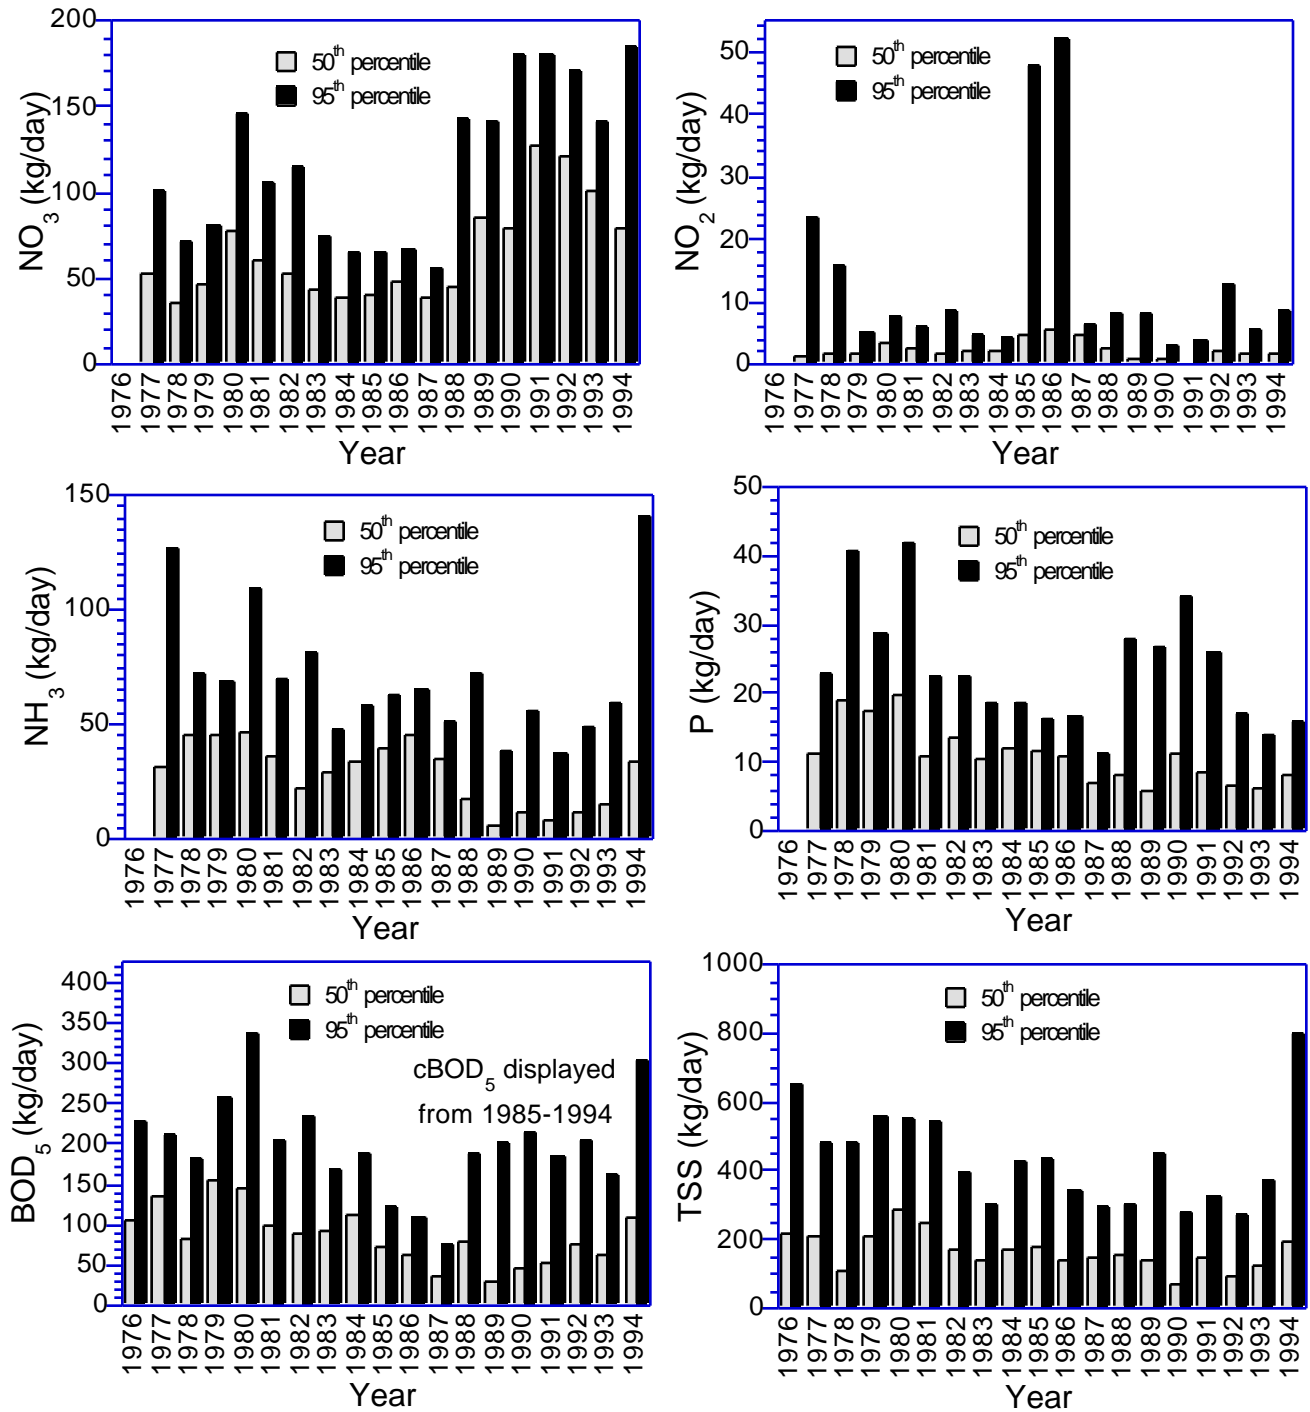 NO3 (kg/day)
200
150
100
50
0
50th percentile
95th percentile
1976 1977 1978 1979 1980 1981 1982 1983 1984 1985 1986 1987 1988 1989 1990 1991 1992 1993 1994
Year
NO2 (kg/day)
50
40
30
20
10
0
50th percentile
95th percentile
1976 1977 1978 1979 1980 1981 1982 1983 1984 1985 1986 1987 1988 1989 1990 1991 1992 1993 1994
Year
NH3 (kg/day)
150
100
50
0
50th percentile
95th percentile
1976 1977 1978 1979 1980 1981 1982 1983 1984 1985 1986 1987 1988 1989 1990 1991 1992 1993 1994
Year
P (kg/day)
50
40
30
20
10
0
50th percentile
95th percentile
1976 1977 1978 1979 1980 1981 1982 1983 1984 1985 1986 1987 1988 1989 1990 1991 1992 1993 1994
Year
BOD5 (kg/day)
400
350
300
250
200
150
100
50
0
50th percentile
95th percentile
cBOD5 displayed
from 1985-1994
1976 1977 1978 1979 1980 1981 1982 1983 1984 1985 1986 1987 1988 1989 1990 1991 1992 1993 1994
Year
TSS (kg/day)
1000
800
600
400
200
0
50th percentile
95th percentile
1976 1977 1978 1979 1980 1981 1982 1983 1984 1985 1986 1987 1988 1989 1990 1991 1992 1993 1994
Year